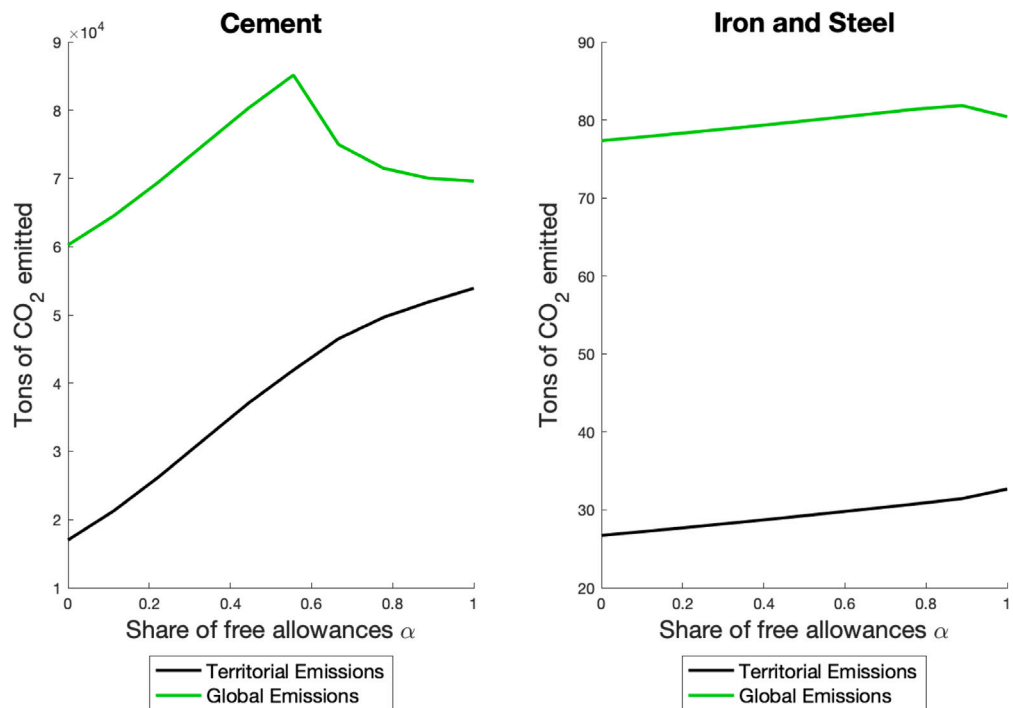 Cement
× 10⁴
9
8
7
6
5
4
3
2
1
Tons of CO₂ emitted
0 0.2 0.4 0.6 0.8 1
Share of free allowances α
Territorial Emissions
Global Emissions
Iron and Steel
90
80
70
60
50
40
30
20
Tons of CO₂ emitted
0 0.2 0.4 0.6 0.8 1
Share of free allowances α
Territorial Emissions
Global Emissions